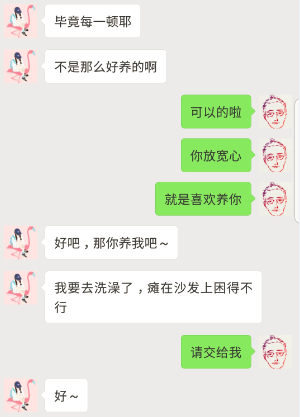 毕竟每一顿耶
不是那么好养的啊
可以的啦
你放宽心
就是喜欢养你
好吧，那你养我吧～
我要去洗澡了，瘫在沙发上困得不
行
请交给我
好～